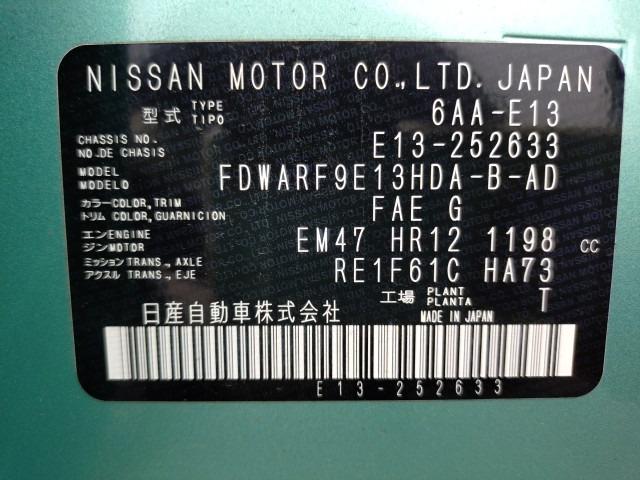 NISSAN MOTOR CO.,LTD. JAPAN
型式 TYPE TIPO 6AA-E13
CHASSIS NO. NO.DE CHASIS E13-252633
MODEL MODELO FDWARF9E13HDA-B-AD
カラー COLOR, TRIM トリム COLOR, GUARNICION FAE G
エンENGINE ジンMOTOR EM47 HR12 1198 cc
ミッション TRANS., AXLE アクスル TRANS., EJE RE1F61C HA73
工場 PLANT PLANTA T
日産自動車株式会社 MADE IN JAPAN
E13-252633